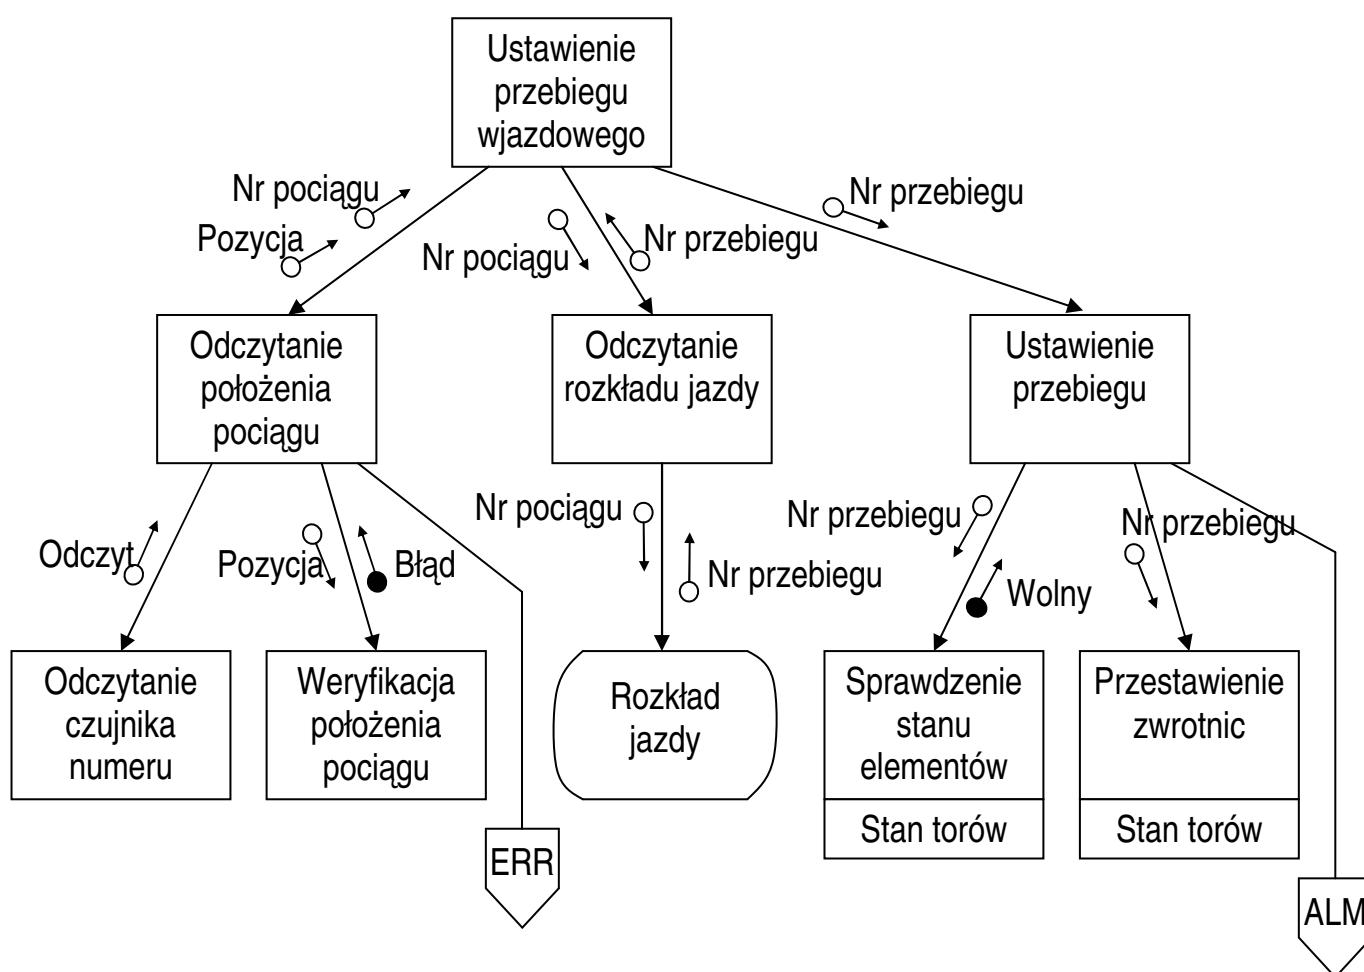 Ustawienie
przebiegu
wjazdowego
Nr pociągu
Pozycja
Nr pociągu
Nr przebiegu
Nr przebiegu
Odczytanie
położenia
pociągu
Odczytanie
rozkładu jazdy
Ustawienie
przebiegu
Odczyt
Pozycja
Błąd
Nr pociągu
Nr przebiegu
Nr przebiegu
Wolny
Nr przebiegu
Odczytanie
czujnika
numeru
Weryfikacja
położenia
pociągu
Rozkład
jazdy
Sprawdzenie
stanu
elementów
Stan torów
Przestawienie
zwrotnic
Stan torów
ERR
ALM